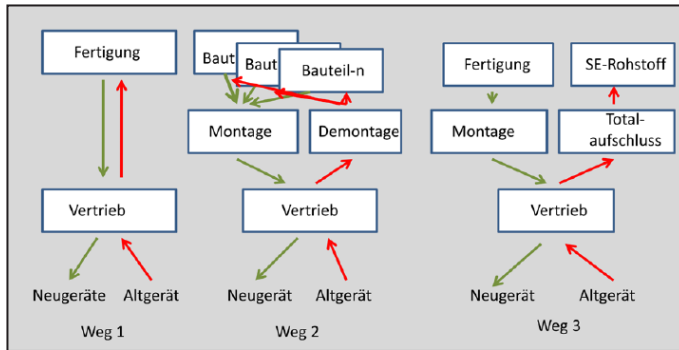 Fertigung
Vertrieb
Neugeräte Altgerät
Weg 1
Baut
Baut
Bauteil-n
Montage
Demontage
Vertrieb
Neugerät Altgerät
Weg 2
Fertigung
SE-Rohstoff
Montage
Total-
aufschluss
Vertrieb
Neugerät Altgerät
Weg 3